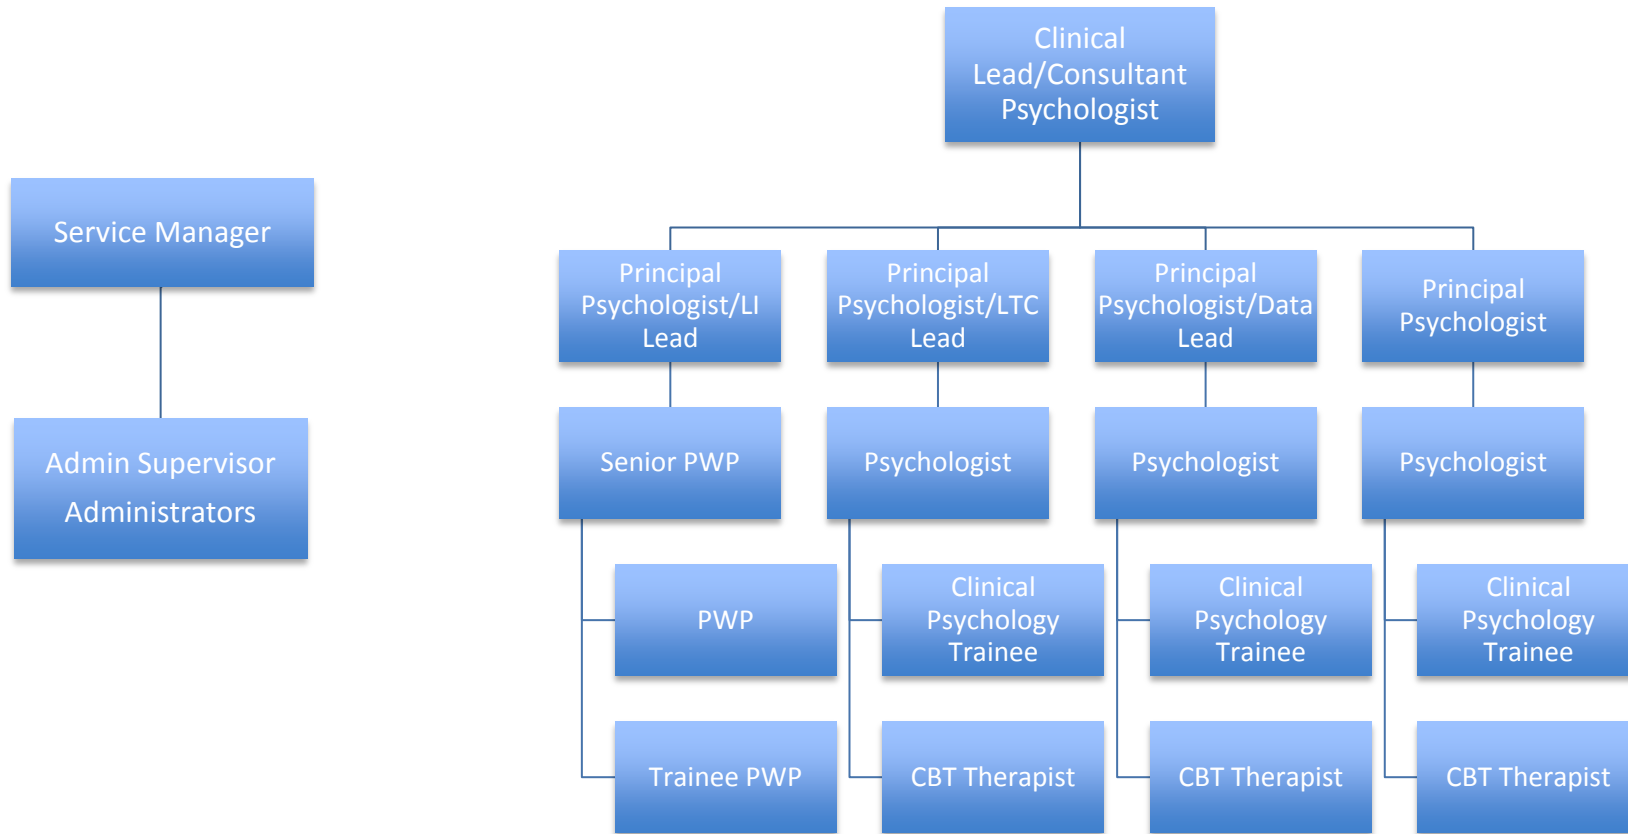 Clinical
Lead/Consultant
Psychologist
Service Manager
Admin Supervisor
Administrators
Principal
Psychologist/LI
Lead
Principal
Psychologist/LTC
Lead
Principal
Psychologist/Data
Lead
Principal
Psychologist
Senior PWP
Psychologist
Psychologist
Psychologist
PWP
Clinical
Psychology
Trainee
Clinical
Psychology
Trainee
Clinical
Psychology
Trainee
Trainee PWP
CBT Therapist
CBT Therapist
CBT Therapist